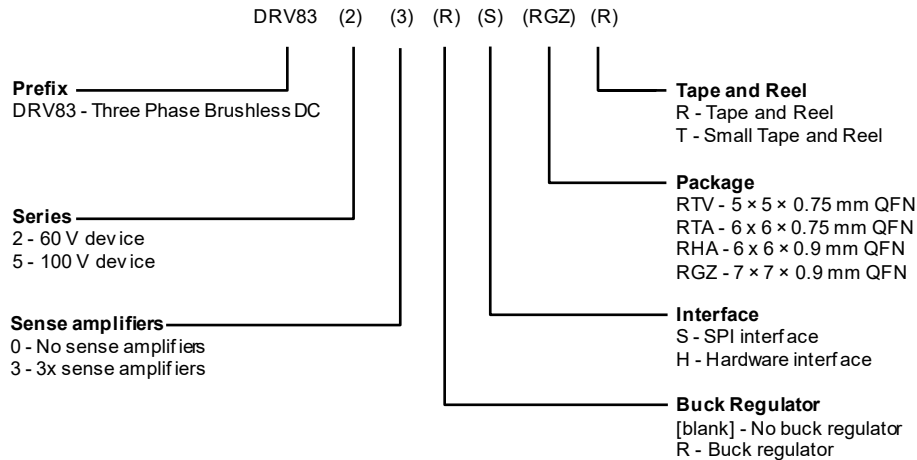 DRV83 (2) (3) (R) (S) (RGZ) (R)
Prefix
DRV83 - Three Phase Brushless DC
Series
2 - 60 V device
5 - 100 V device
Sense amplifiers
0 - No sense amplifiers
3 - 3x sense amplifiers
Tape and Reel
R - Tape and Reel
T - Small Tape and Reel
Package
RTV - 5 × 5 × 0.75 mm QFN
RTA - 6 x 6 × 0.75 mm QFN
RHA - 6 x 6 × 0.9 mm QFN
RGZ - 7 × 7 × 0.9 mm QFN
Interface
S - SPI interface
H - Hardware interface
Buck Regulator
[blank] - No buck regulator
R - Buck regulator